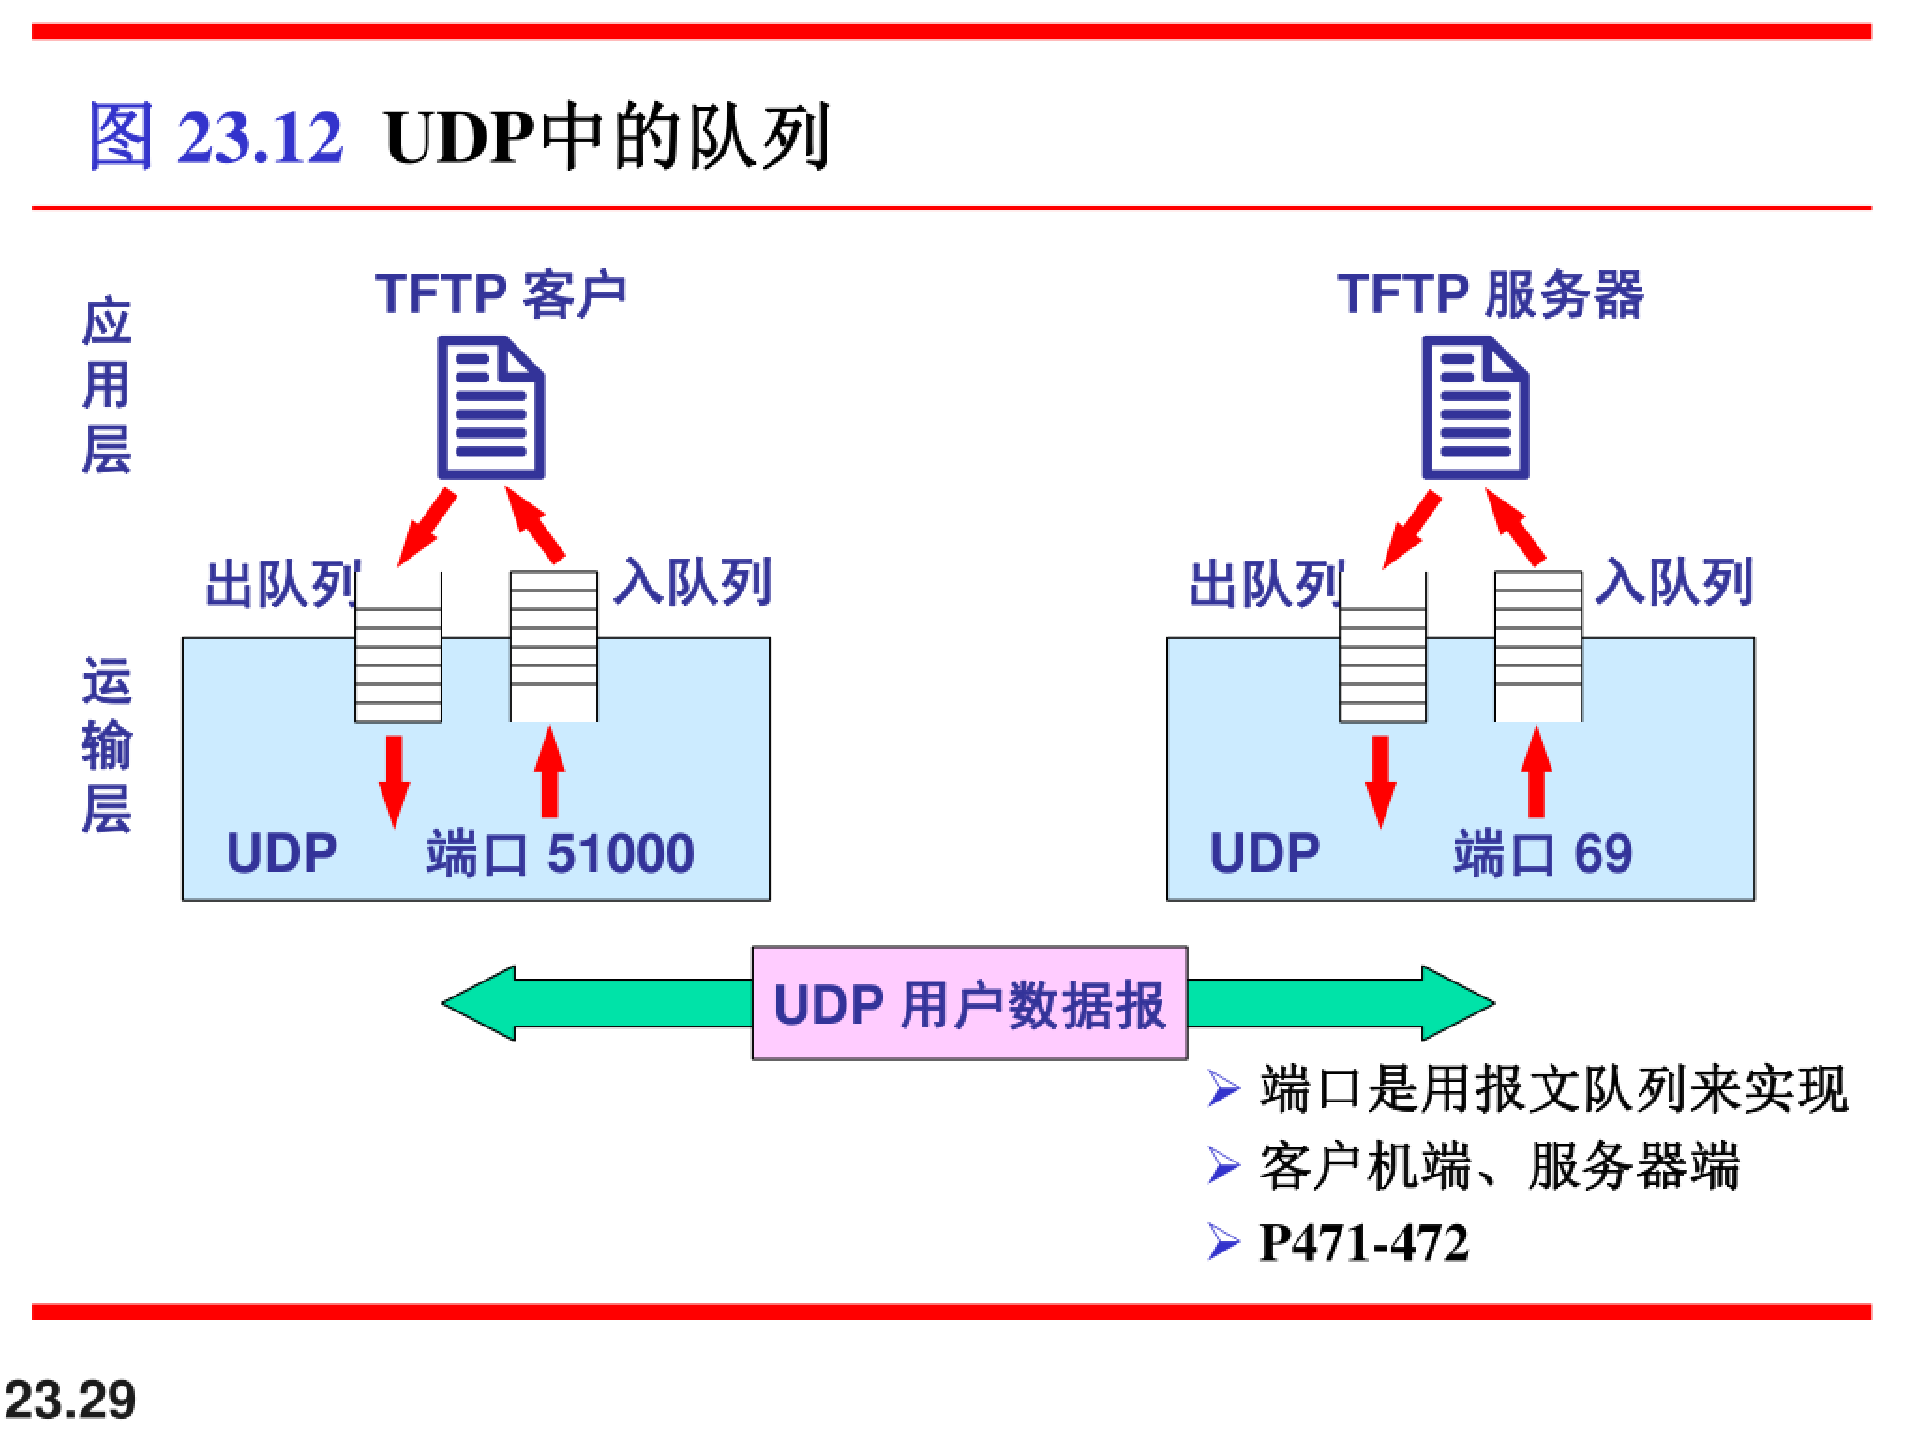 图 23.12 UDP中的队列
TFTP 客户
TFTP 服务器
应用层
出队列
入队列
出队列
入队列
运输层
UDP
端口 51000
UDP
端口 69
UDP 用户数据报
端口是用报文队列来实现
客户机端、服务器端
P471-472
23.29